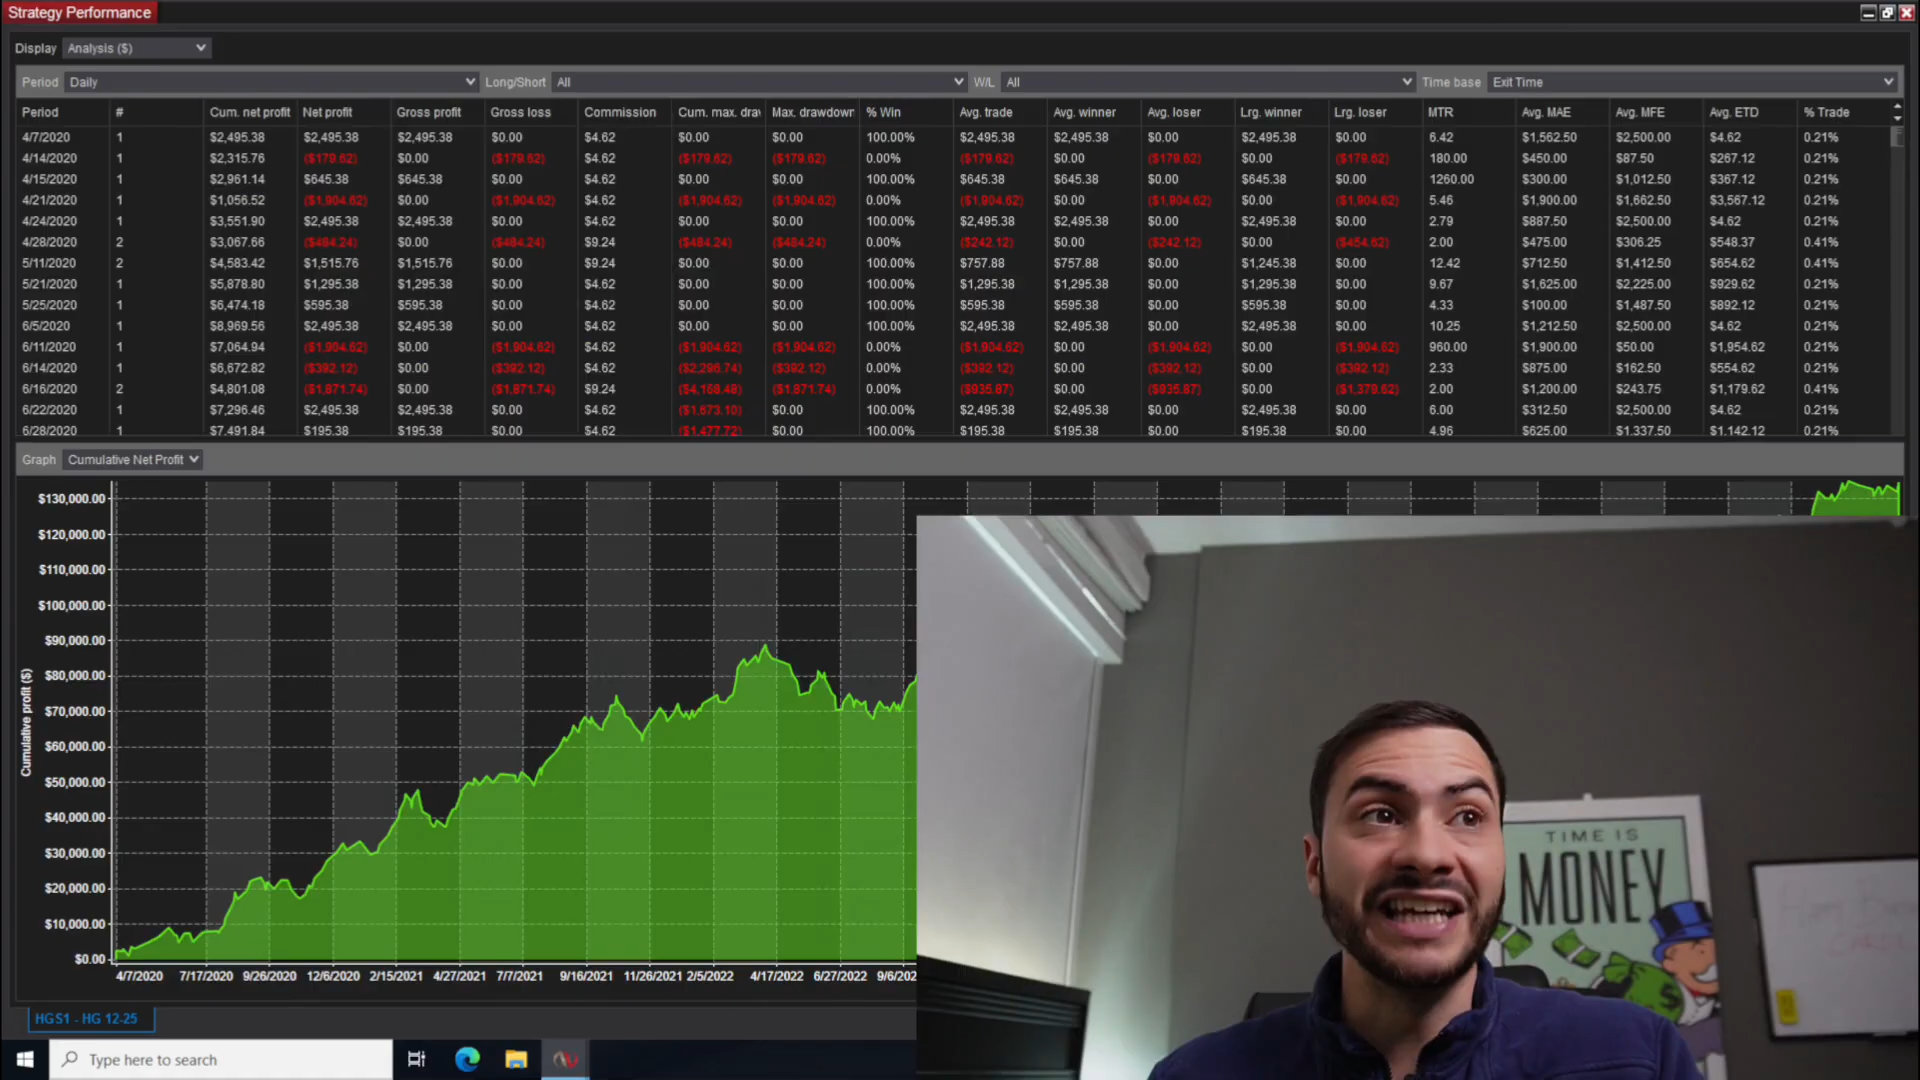 Strategy Performance
Display Analysis ($)
Period Daily Long/Short All W/L All Time base Exit Time
Period # Cum. net profit Net profit Gross profit Gross loss Commission Cum. max. dra Max. drawdown % Win Avg. trade Avg. winner Avg. loser Lrg. winner Lrg. loser MTR Avg. MAE Avg. MFE Avg. ETD % Trade
4/7/2020 1 $2,495.38 $2,495.38 $2,495.38 $0.00 $4.62 $0.00 $0.00 100.00% $2,495.38 $2,495.38 $0.00 $2,495.38 $0.00 6.42 $1,562.50 $2,500.00 $4.62 0.21%
4/14/2020 1 $2,315.76 ($179.62) $0.00 ($179.62) $4.62 ($179.62) ($179.62) 0.00% ($179.62) $0.00 ($179.62) $0.00 ($179.62) 180.00 $450.00 $87.50 $267.12 0.21%
4/15/2020 1 $2,961.14 $645.38 $645.38 $0.00 $4.62 $0.00 $0.00 100.00% $645.38 $645.38 $0.00 $645.38 $0.00 1260.00 $300.00 $1,012.50 $367.12 0.21%
4/21/2020 1 $1,056.52 ($1,904.62) $0.00 ($1,904.62) $4.62 ($1,904.62) ($1,904.62) 0.00% ($1,904.62) $0.00 ($1,904.62) $0.00 ($1,904.62) 5.46 $1,900.00 $1,662.50 $3,567.12 0.21%
4/24/2020 1 $3,551.90 $2,495.38 $2,495.38 $0.00 $4.62 $0.00 $0.00 100.00% $2,495.38 $2,495.38 $0.00 $2,495.38 $0.00 2.79 $887.50 $2,500.00 $4.62 0.21%
4/28/2020 2 $3,067.66 ($484.24) $0.00 ($484.24) $9.24 ($484.24) ($484.24) 0.00% ($242.12) $0.00 ($242.12) $0.00 ($454.62) 2.00 $475.00 $306.25 $548.37 0.41%
5/11/2020 2 $4,583.42 $1,515.76 $1,515.76 $0.00 $9.24 $0.00 $0.00 100.00% $757.88 $757.88 $0.00 $1,245.38 $0.00 12.42 $712.50 $1,412.50 $654.62 0.41%
5/21/2020 1 $5,878.80 $1,295.38 $1,295.38 $0.00 $4.62 $0.00 $0.00 100.00% $1,295.38 $1,295.38 $0.00 $1,295.38 $0.00 9.67 $1,625.00 $2,225.00 $929.62 0.21%
5/25/2020 1 $6,474.18 $595.38 $595.38 $0.00 $4.62 $0.00 $0.00 100.00% $595.38 $595.38 $0.00 $595.38 $0.00 4.33 $100.00 $1,487.50 $892.12 0.21%
6/5/2020 1 $8,969.56 $2,495.38 $2,495.38 $0.00 $4.62 $0.00 $0.00 100.00% $2,495.38 $2,495.38 $0.00 $2,495.38 $0.00 10.25 $1,212.50 $2,500.00 $4.62 0.21%
6/11/2020 1 $7,064.94 ($1,904.62) $0.00 ($1,904.62) $4.62 ($1,904.62) ($1,904.62) 0.00% ($1,904.62) $0.00 ($1,904.62) $0.00 ($1,904.62) 960.00 $1,900.00 $50.00 $1,954.62 0.21%
6/14/2020 1 $6,672.82 ($392.12) $0.00 ($392.12) $4.62 ($2,296.74) ($392.12) 0.00% ($392.12) $0.00 ($392.12) $0.00 ($392.12) 2.33 $875.00 $162.50 $554.62 0.21%
6/16/2020 2 $4,801.08 ($1,871.74) $0.00 ($1,871.74) $9.24 ($4,168.48) ($1,871.74) 0.00% ($935.87) $0.00 ($935.87) $0.00 ($1,379.62) 2.00 $1,200.00 $243.75 $1,179.62 0.41%
6/22/2020 1 $7,296.46 $2,495.38 $2,495.38 $0.00 $4.62 ($1,673.10) $0.00 100.00% $2,495.38 $2,495.38 $0.00 $2,495.38 $0.00 6.00 $312.50 $2,500.00 $4.62 0.21%
6/28/2020 1 $7,491.84 $195.38 $195.38 $0.00 $4.62 ($1,477.72) $0.00 100.00% $195.38 $195.38 $0.00 $195.38 $0.00 4.96 $625.00 $1,337.50 $1,142.12 0.21%
Graph Cumulative Net Profit
$130,000.00
$120,000.00
$110,000.00
$100,000.00
$90,000.00
$80,000.00
$70,000.00
$60,000.00
$50,000.00
$40,000.00
$30,000.00
$20,000.00
$10,000.00
$0.00
Cumulative profit ($)
4/7/2020 7/17/2020 9/26/2020 12/6/2020 2/15/2021 4/27/2021 7/7/2021 9/16/2021 11/26/2021 2/5/2022 4/17/2022 6/27/2022 9/6/202
TIME IS
MONEY
HGS1 - HG 12-25
Type here to search